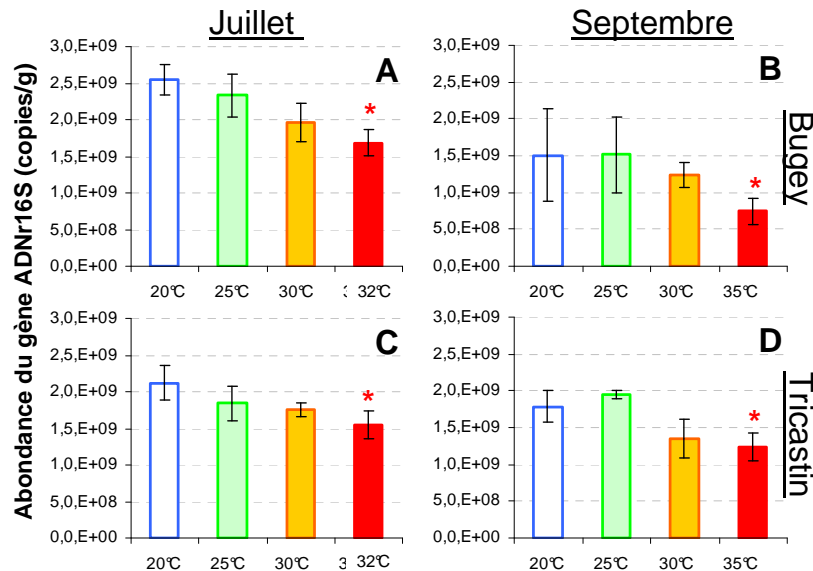 Juillet
Septembre
Abondance du gène ADNr16S (copies/g)
3,0,E+09
2,5,E+09
2,0,E+09
1,5,E+09
1,0,E+09
5,0,E+08
0,0,E+00
A
*
20°C
25°C
30°C
32°C
3,0,E+09
2,5,E+09
2,0,E+09
1,5,E+09
1,0,E+09
5,0,E+08
0,0,E+00
B
*
20°C
25°C
30°C
35°C
Bugey
3,0,E+09
2,5,E+09
2,0,E+09
1,5,E+09
1,0,E+09
5,0,E+08
0,0,E+00
C
*
20°C
25°C
30°C
32°C
3,0,E+09
2,5,E+09
2,0,E+09
1,5,E+09
1,0,E+09
5,0,E+08
0,0,E+00
D
*
20°C
25°C
30°C
35°C
Tricastin